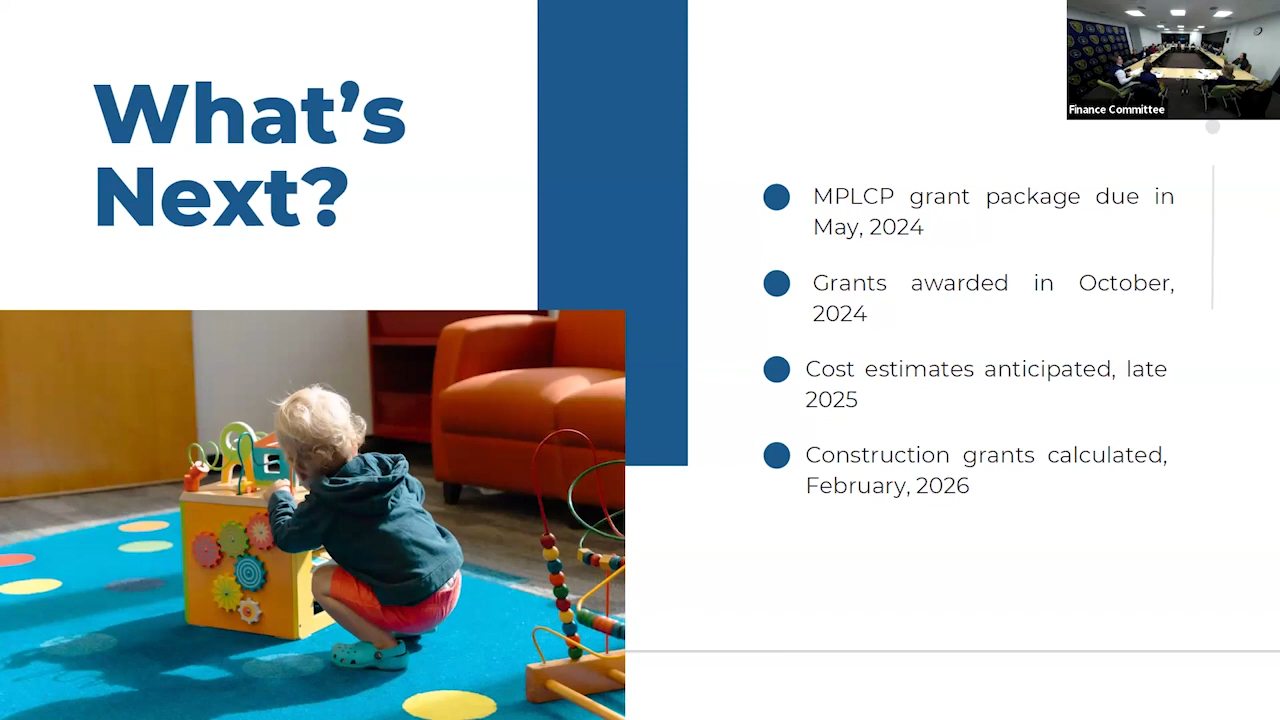 What's
Next?
Finance Committee
MPLCP grant package due in
May, 2024
Grants awarded in October,
2024
Cost estimates anticipated, late
2025
Construction grants calculated,
February, 2026